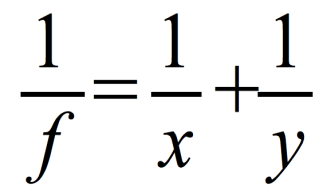 1/f = 1/x + 1/y